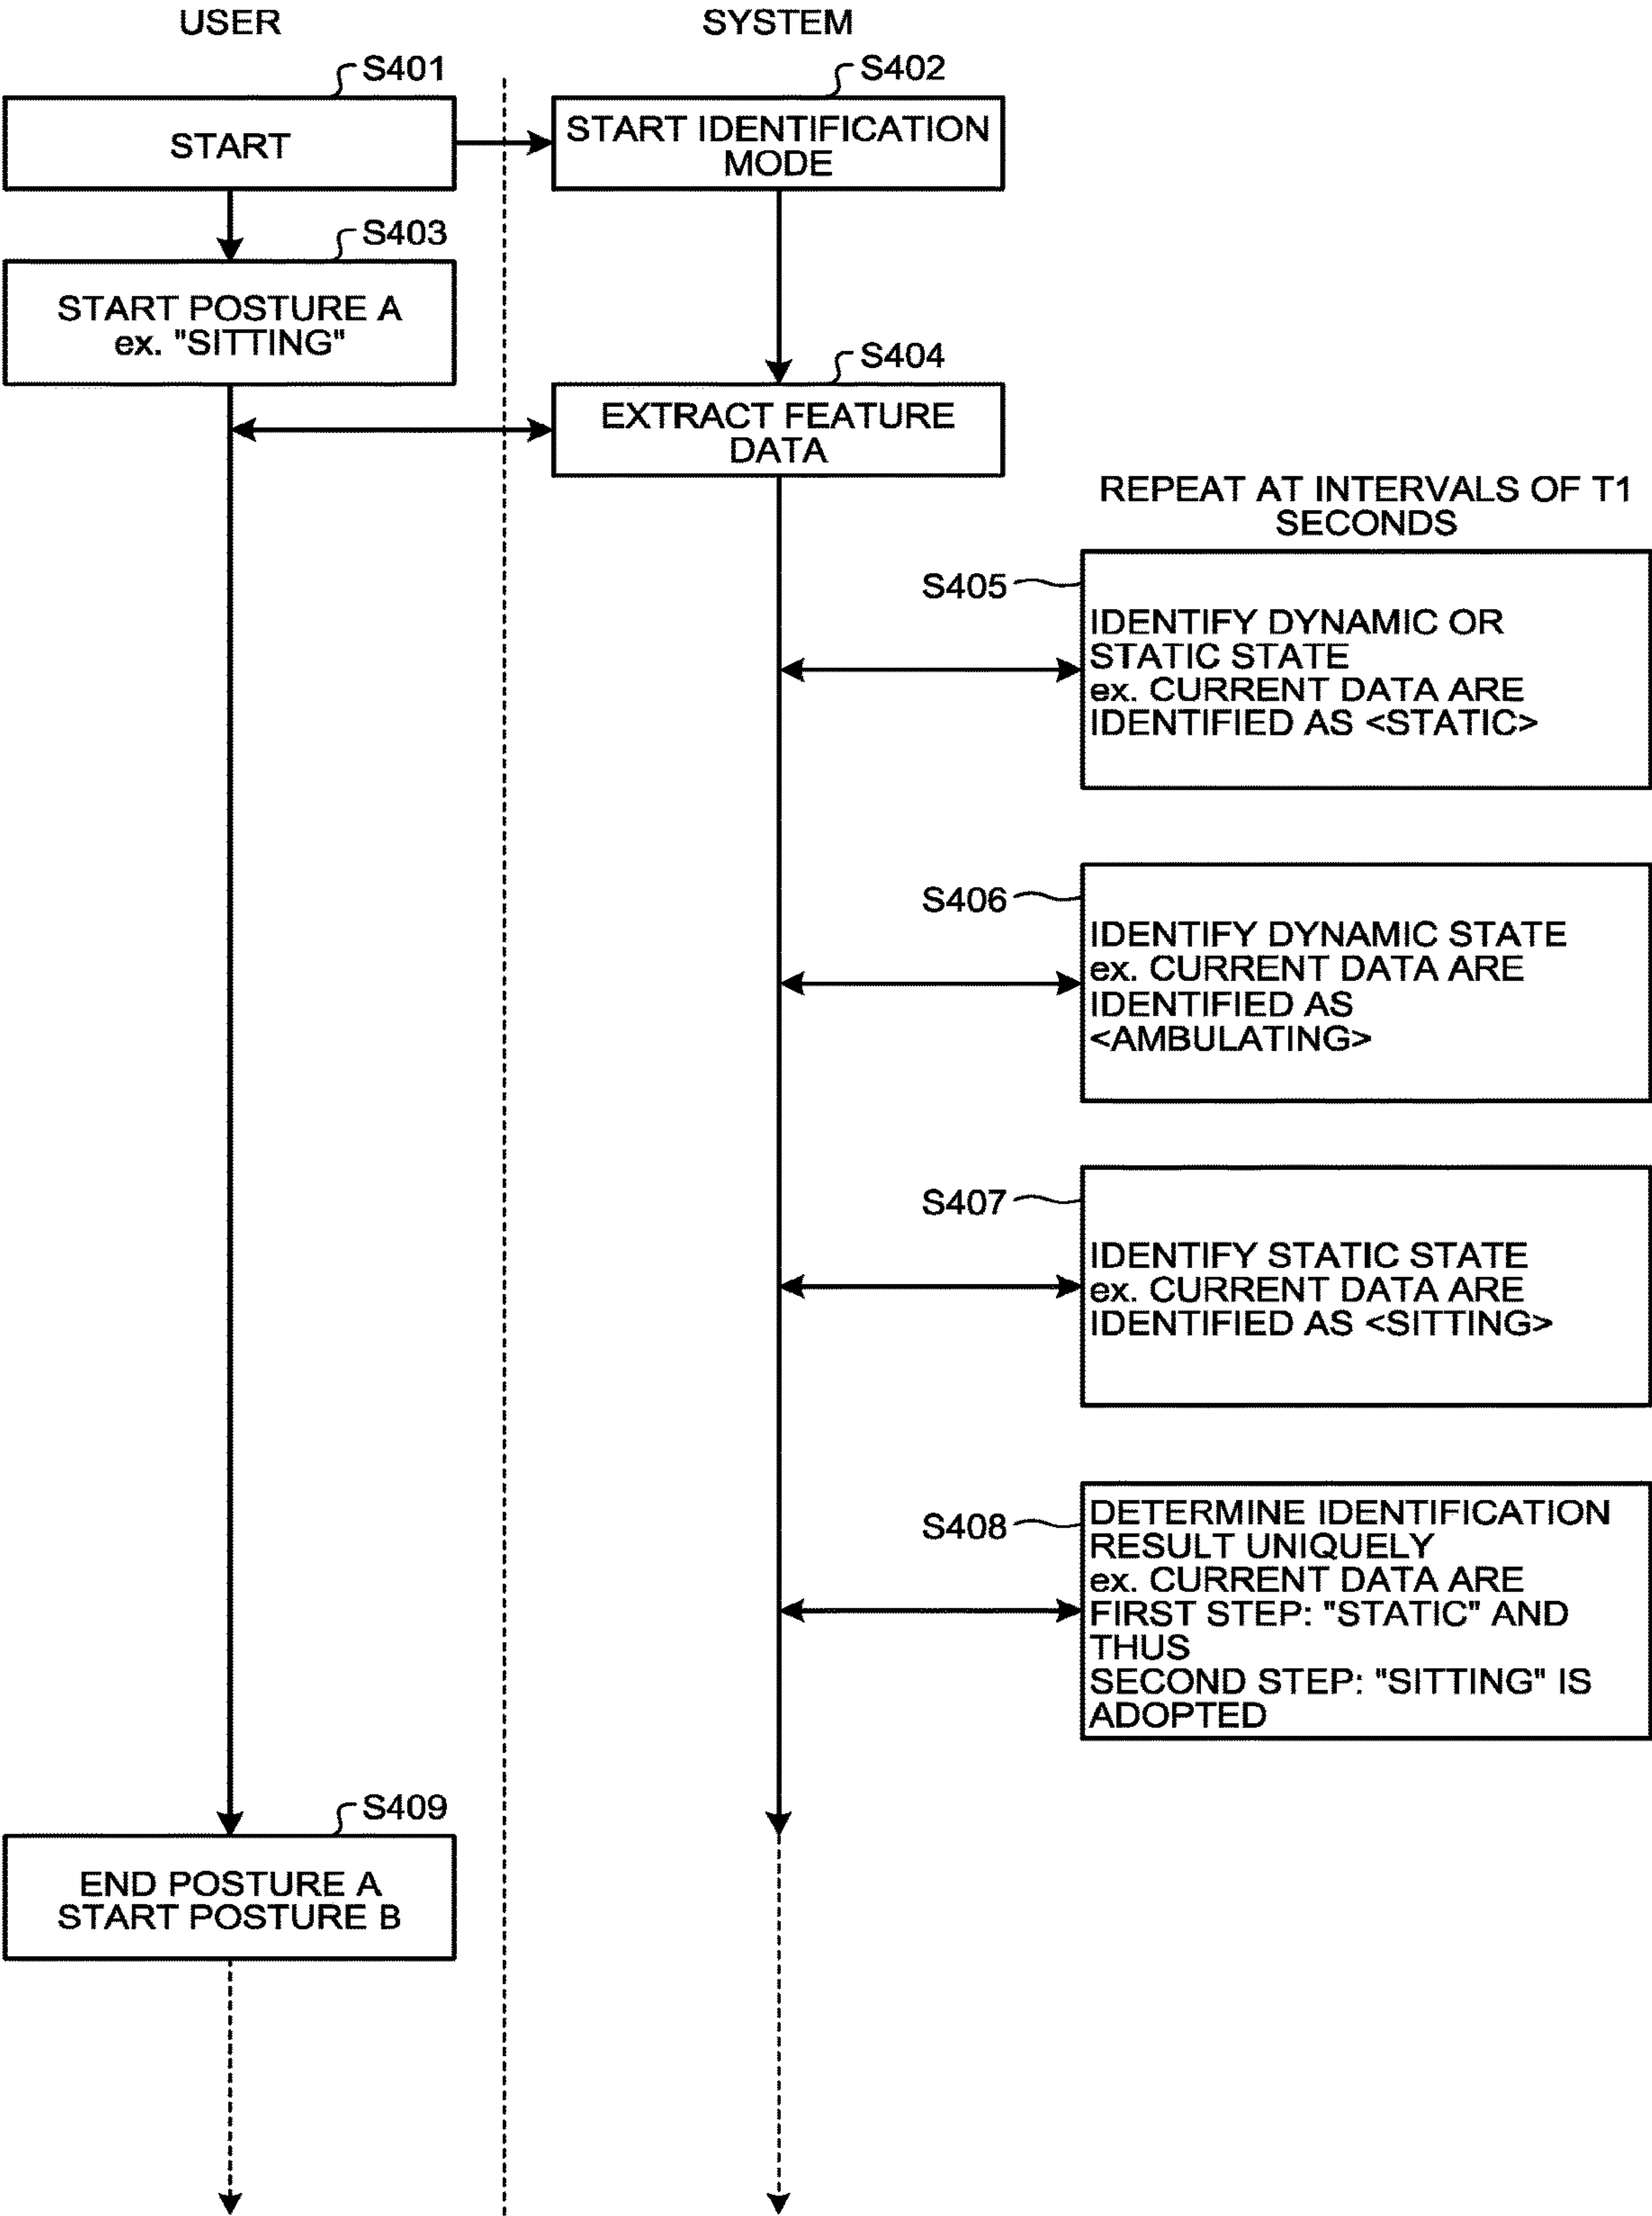 USER
SYSTEM
S401
S402
START
START IDENTIFICATION
MODE
S403
START POSTURE A
ex. "SITTING"
S404
EXTRACT FEATURE
DATA
REPEAT AT INTERVALS OF T1
SECONDS
S405
IDENTIFY DYNAMIC OR
STATIC STATE
ex. CURRENT DATA ARE
IDENTIFIED AS <STATIC>
S406
IDENTIFY DYNAMIC STATE
ex. CURRENT DATA ARE
IDENTIFIED AS
<AMBULATING>
S407
IDENTIFY STATIC STATE
ex. CURRENT DATA ARE
IDENTIFIED AS <SITTING>
S408
DETERMINE IDENTIFICATION
RESULT UNIQUELY
ex. CURRENT DATA ARE
FIRST STEP: "STATIC" AND
THUS
SECOND STEP: "SITTING" IS
ADOPTED
S409
END POSTURE A
START POSTURE B